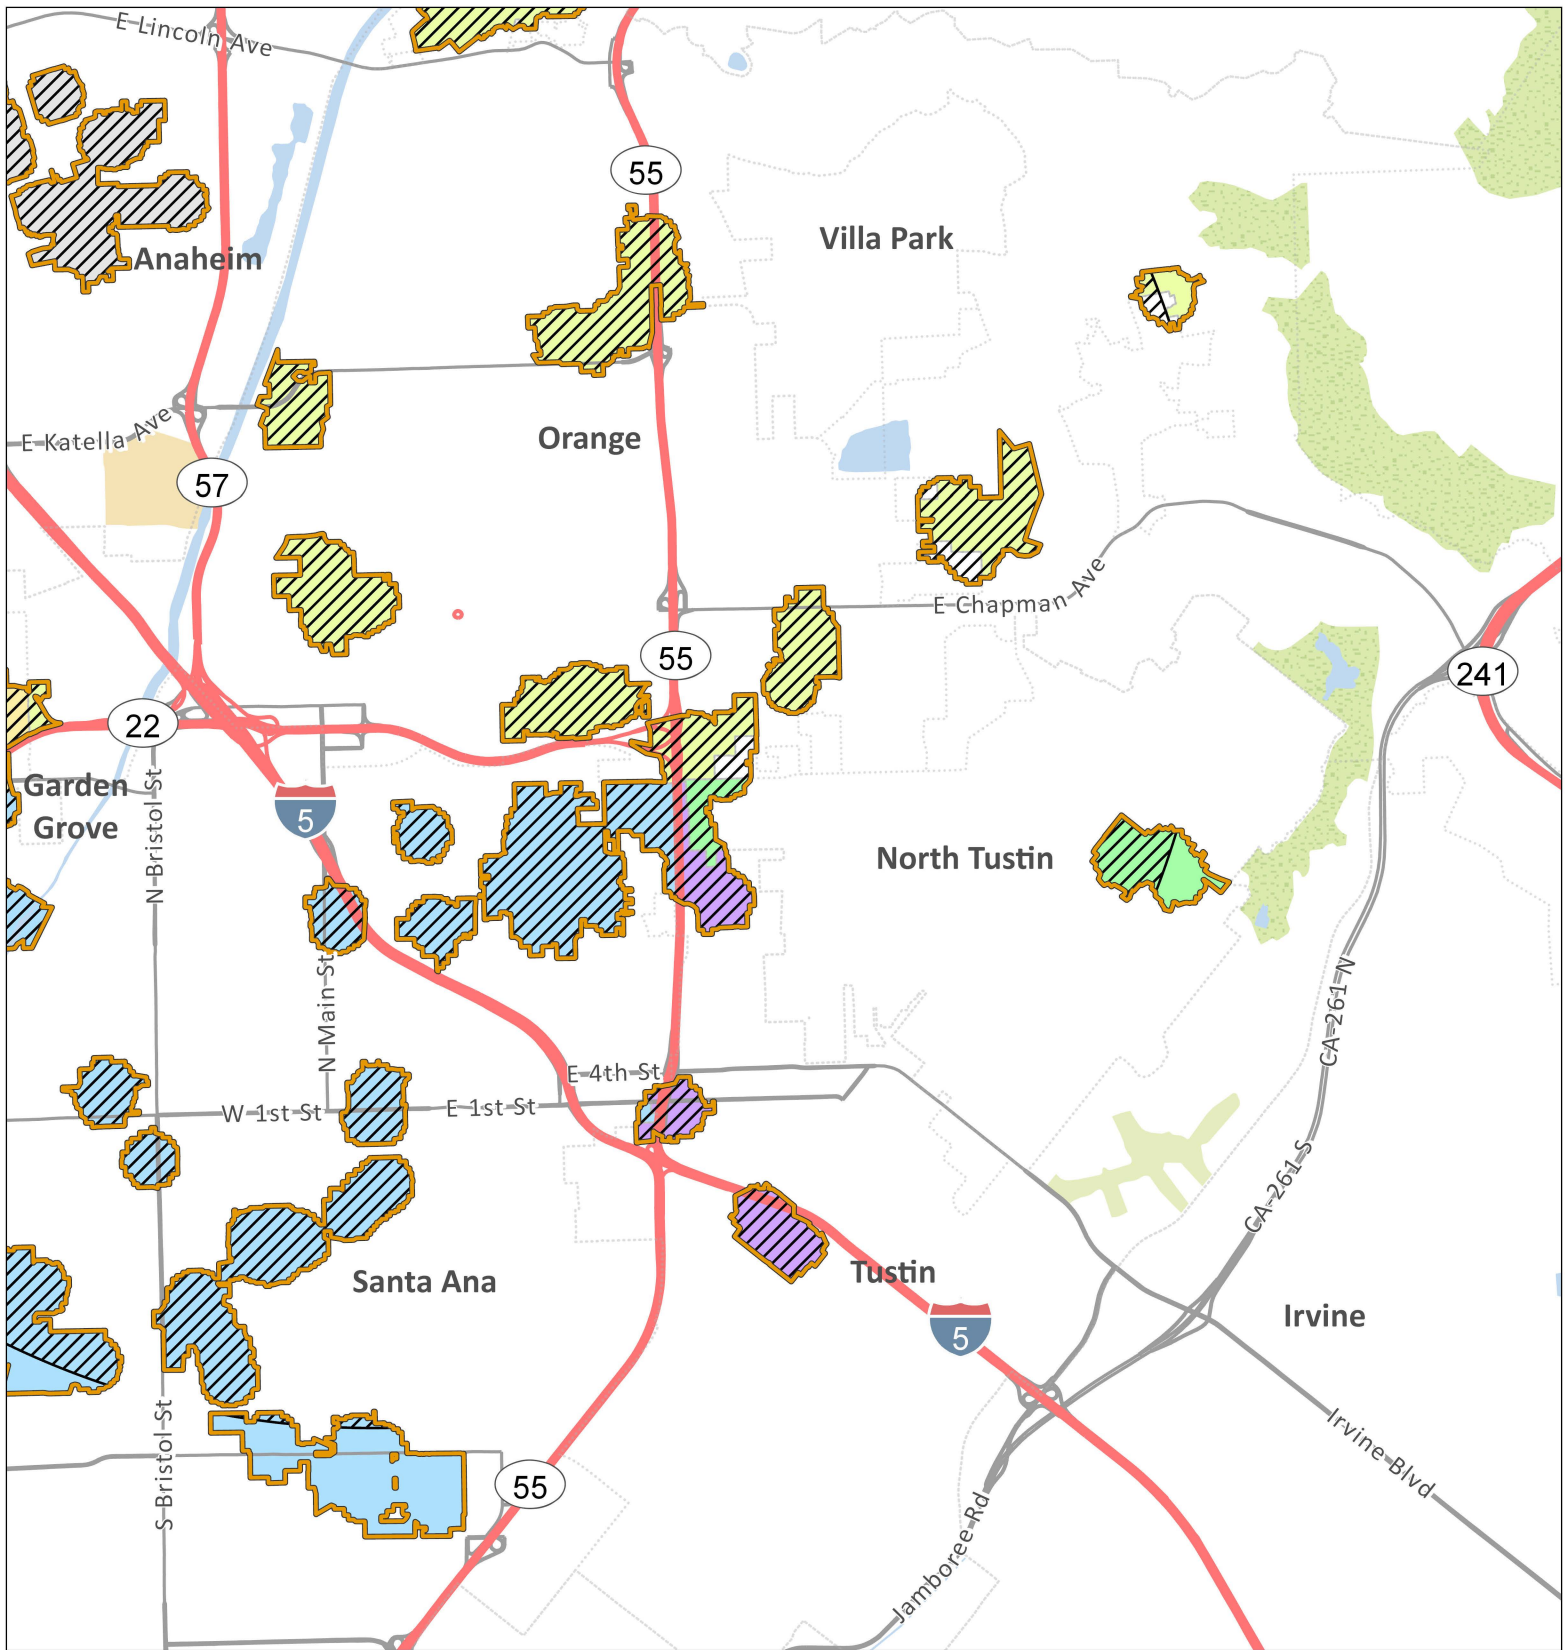 E Lincoln Ave
55
Villa Park
Anaheim
E Katella Ave
Orange
57
E Chapman Ave
55
241
22
Garden
Grove
N Bristol St
5
North Tustin
N Main St
CA-261 N
E 4th St
W 1st St
E 1st St
CA-261 S
Santa Ana
Tustin
5
Irvine
S Bristol St
Irvine Blvd
55
Jamboree Rd